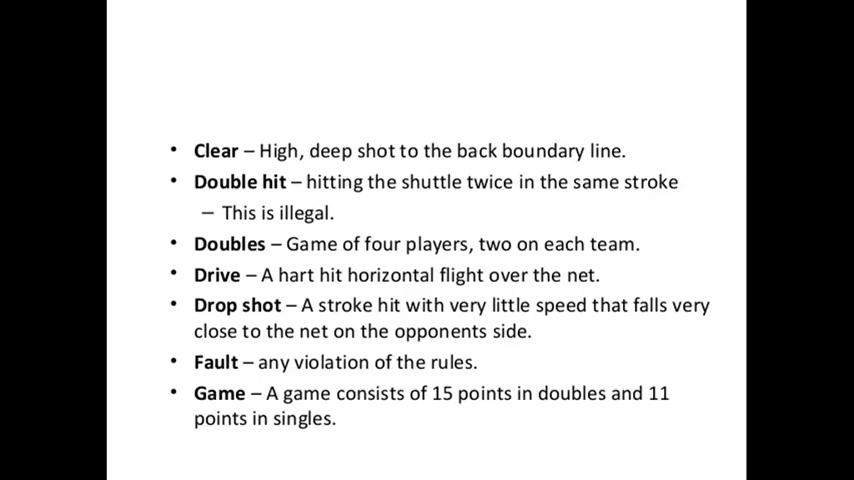 • Clear – High, deep shot to the back boundary line.
• Double hit – hitting the shuttle twice in the same stroke
– This is illegal.
• Doubles – Game of four players, two on each team.
• Drive – A hart hit horizontal flight over the net.
• Drop shot – A stroke hit with very little speed that falls very
close to the net on the opponents side.
• Fault – any violation of the rules.
• Game – A game consists of 15 points in doubles and 11
points in singles.